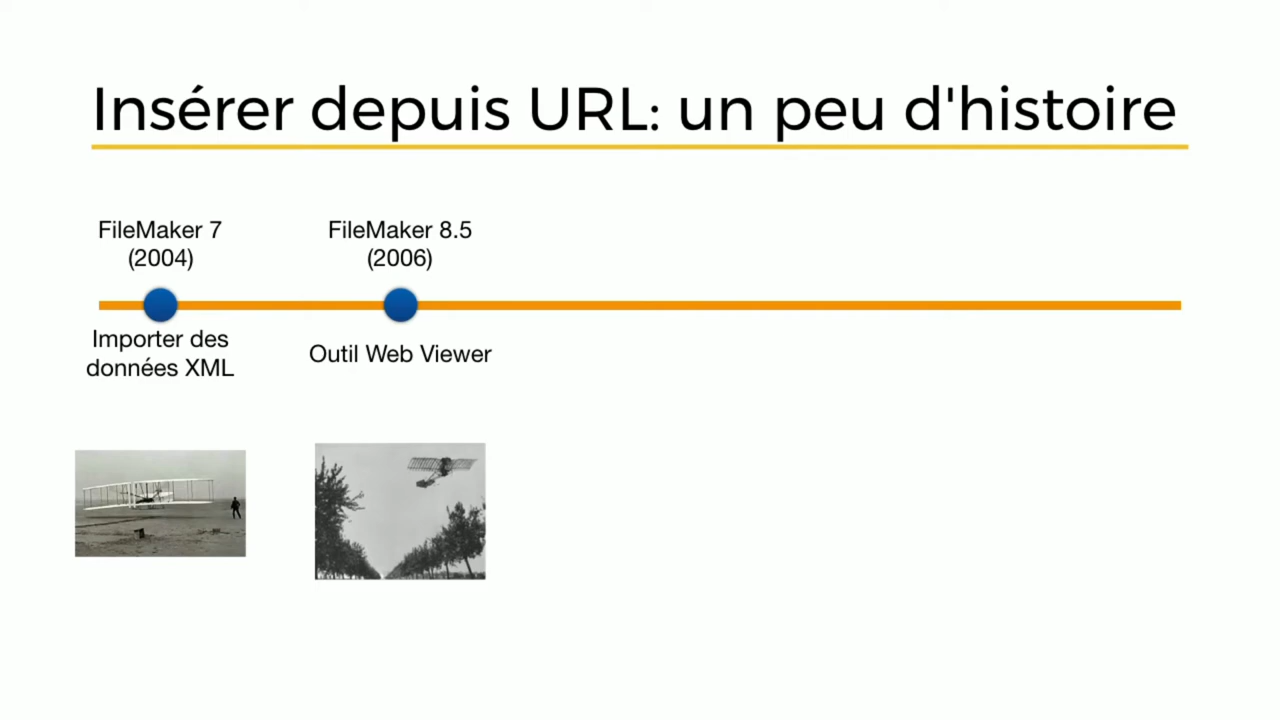 Insérer depuis URL: un peu d'histoire
FileMaker 7
(2004)
Importer des
données XML
FileMaker 8.5
(2006)
Outil Web Viewer